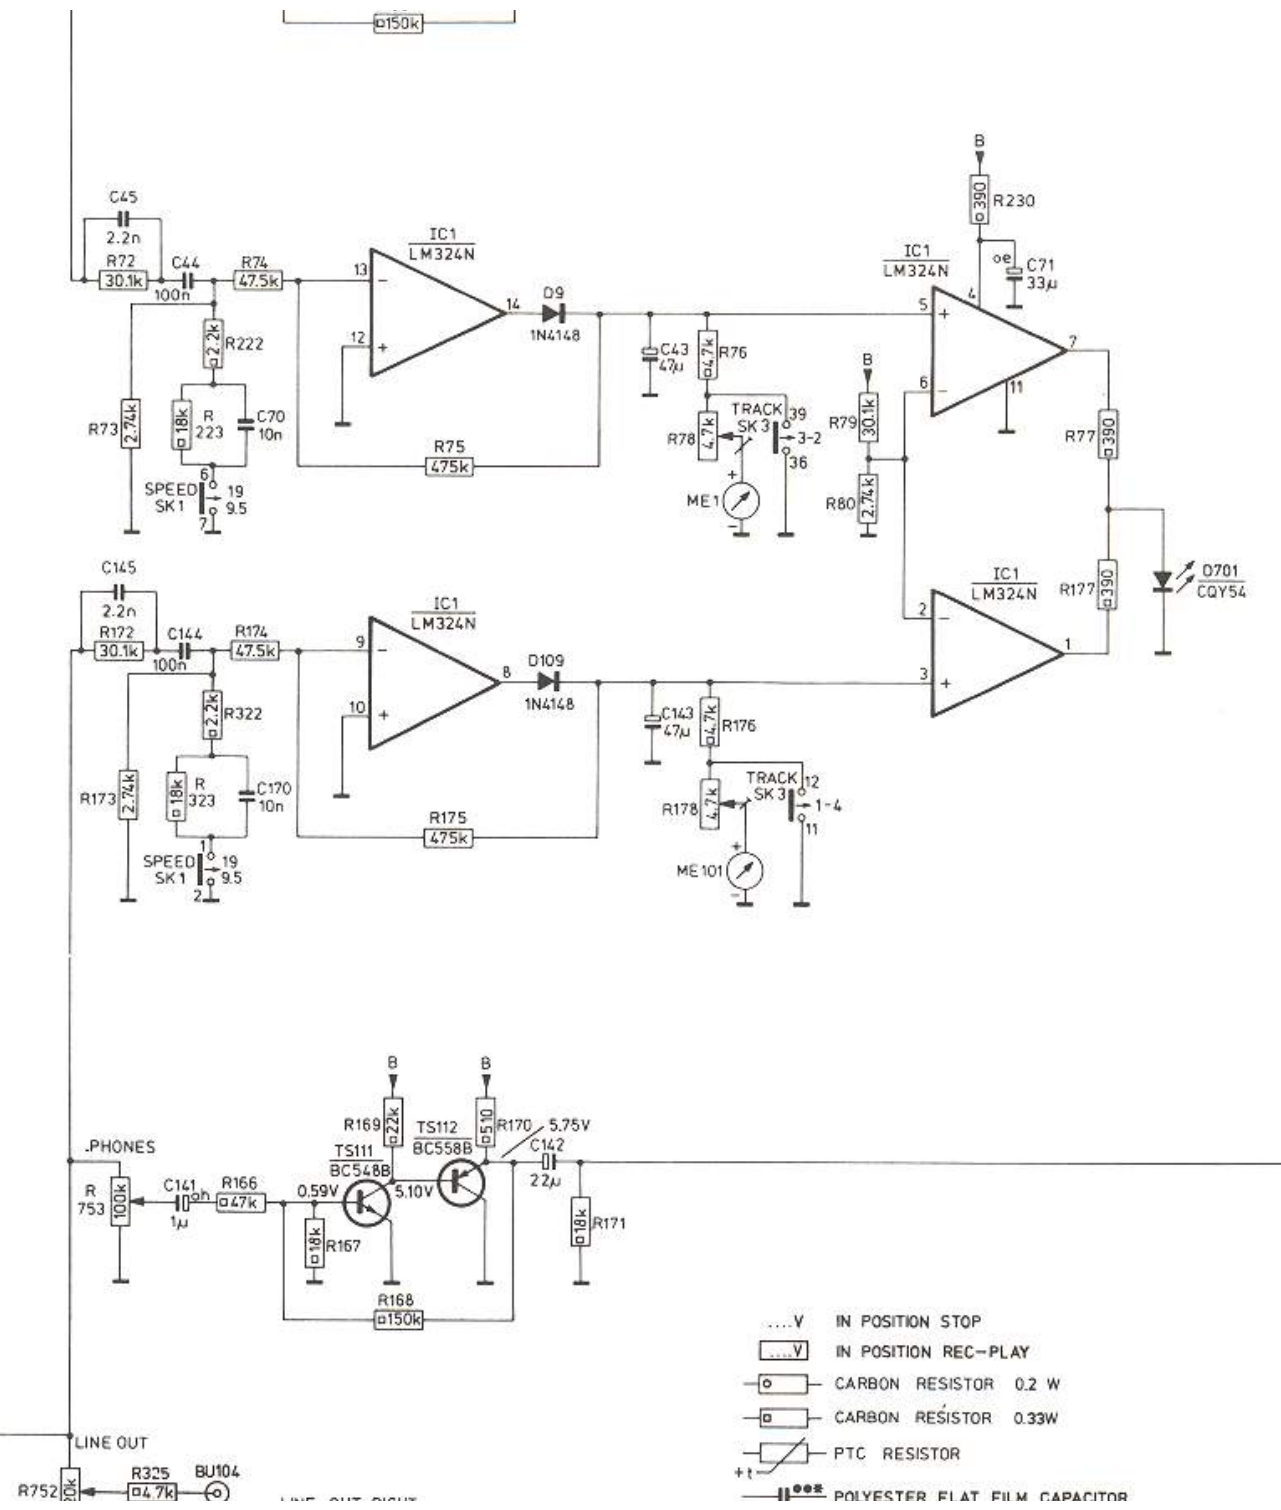 150k
B
390
R230
C45
2.2n
R72
30.1k
C44
100n
R74
47.5k
IC1
LM324N
13
12
14
D9
1N4148
IC1
LM324N
oe
C71
33µ
4
5
6
7
11
2.2k
R222
R73
2.74k
18k
R
223
C70
10n
SPEED
SK1
6
7
19
9.5
R75
475k
C43
47µ
4.7k
R76
R78
4.7k
TRACK
SK3
39
3-2
36
ME1
+
-
B
R79
30.1k
R80
2.74k
R77
390
C145
2.2n
R172
30.1k
C144
100n
R174
47.5k
IC1
LM324N
9
10
8
D109
1N4148
IC1
LM324N
2
3
1
R177
390
D701
CQY54
2.2k
R322
R173
2.74k
18k
R
323
C170
10n
SPEED
SK1
1
2
19
9.5
R175
475k
C143
47µ
4.7k
R176
R178
4.7k
TRACK
SK3
12
1-4
11
ME101
+
-
B
B
R169
22k
TS112
BC558B
510
R170
5.75V
TS111
BC548B
C142
22µ
PHONES
R
753
100k
C141
1µ
ah
R166
47k
0.59V
5.10V
18k
R167
18k
R171
R168
150k
....V IN POSITION STOP
....V IN POSITION REC-PLAY
CARBON RESISTOR 0.2 W
CARBON RESISTOR 0.33W
+t PTC RESISTOR
POLYESTER FLAT FILM CAPACITOR
LINE OUT
R752
R325
4.7k
BU104
LINE OUT RIGHT